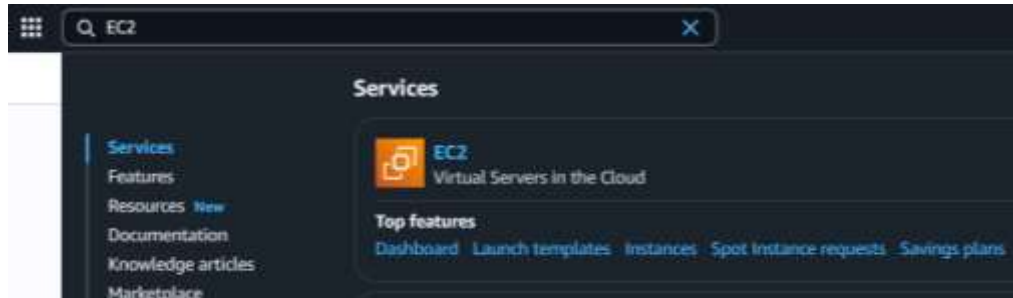 EC2
Services
Services
Features
Resources New
Documentation
Knowledge articles
Marketplace
EC2
Virtual Servers in the Cloud
Top features
Dashboard Launch templates Instances Spot Instance requests Savings plans